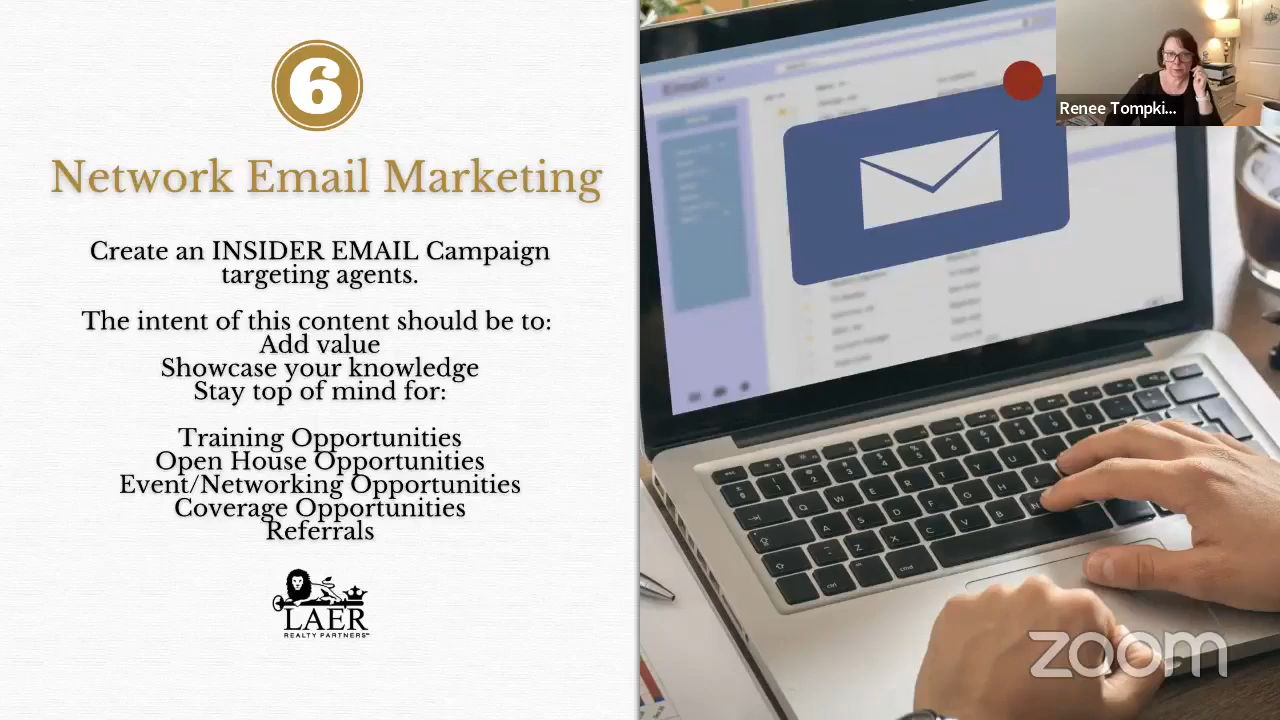 6
Network Email Marketing
Create an INSIDER EMAIL Campaign
targeting agents.
The intent of this content should be to:
Add value
Showcase your knowledge
Stay top of mind for:
Training Opportunities
Open House Opportunities
Event/Networking Opportunities
Coverage Opportunities
Referrals
LAER
REALTY PARTNERS™
Renee Tompki...
zoom